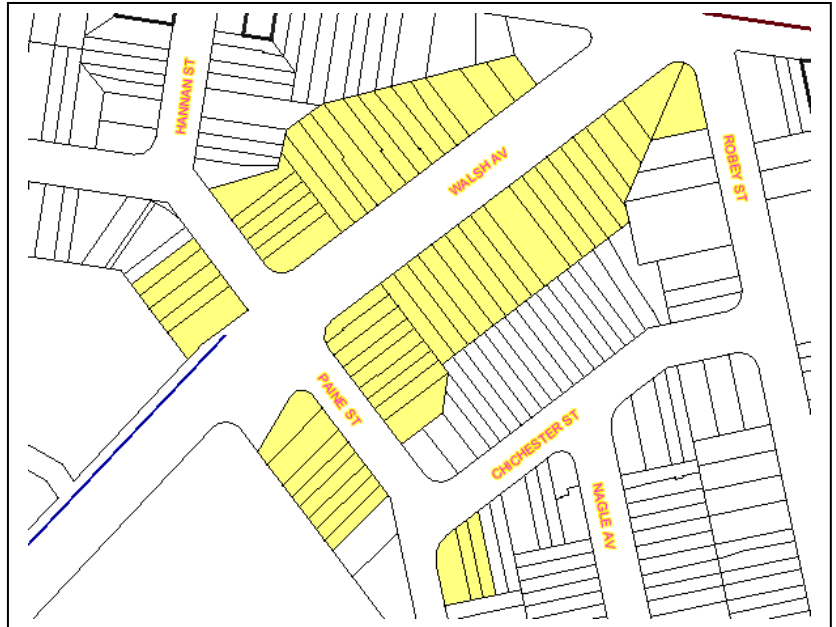 HANNAN ST
WALSH AV
ROBEY ST
PAINE ST
CHICHESTER ST
NAGLE AV